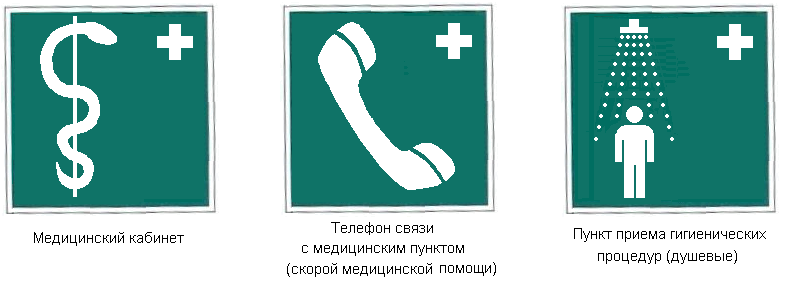 Медицинский кабинет
Телефон связи
с медицинским пунктом
(скорой медицинской помощи)
Пункт приема гигиенических
процедур (душевые)